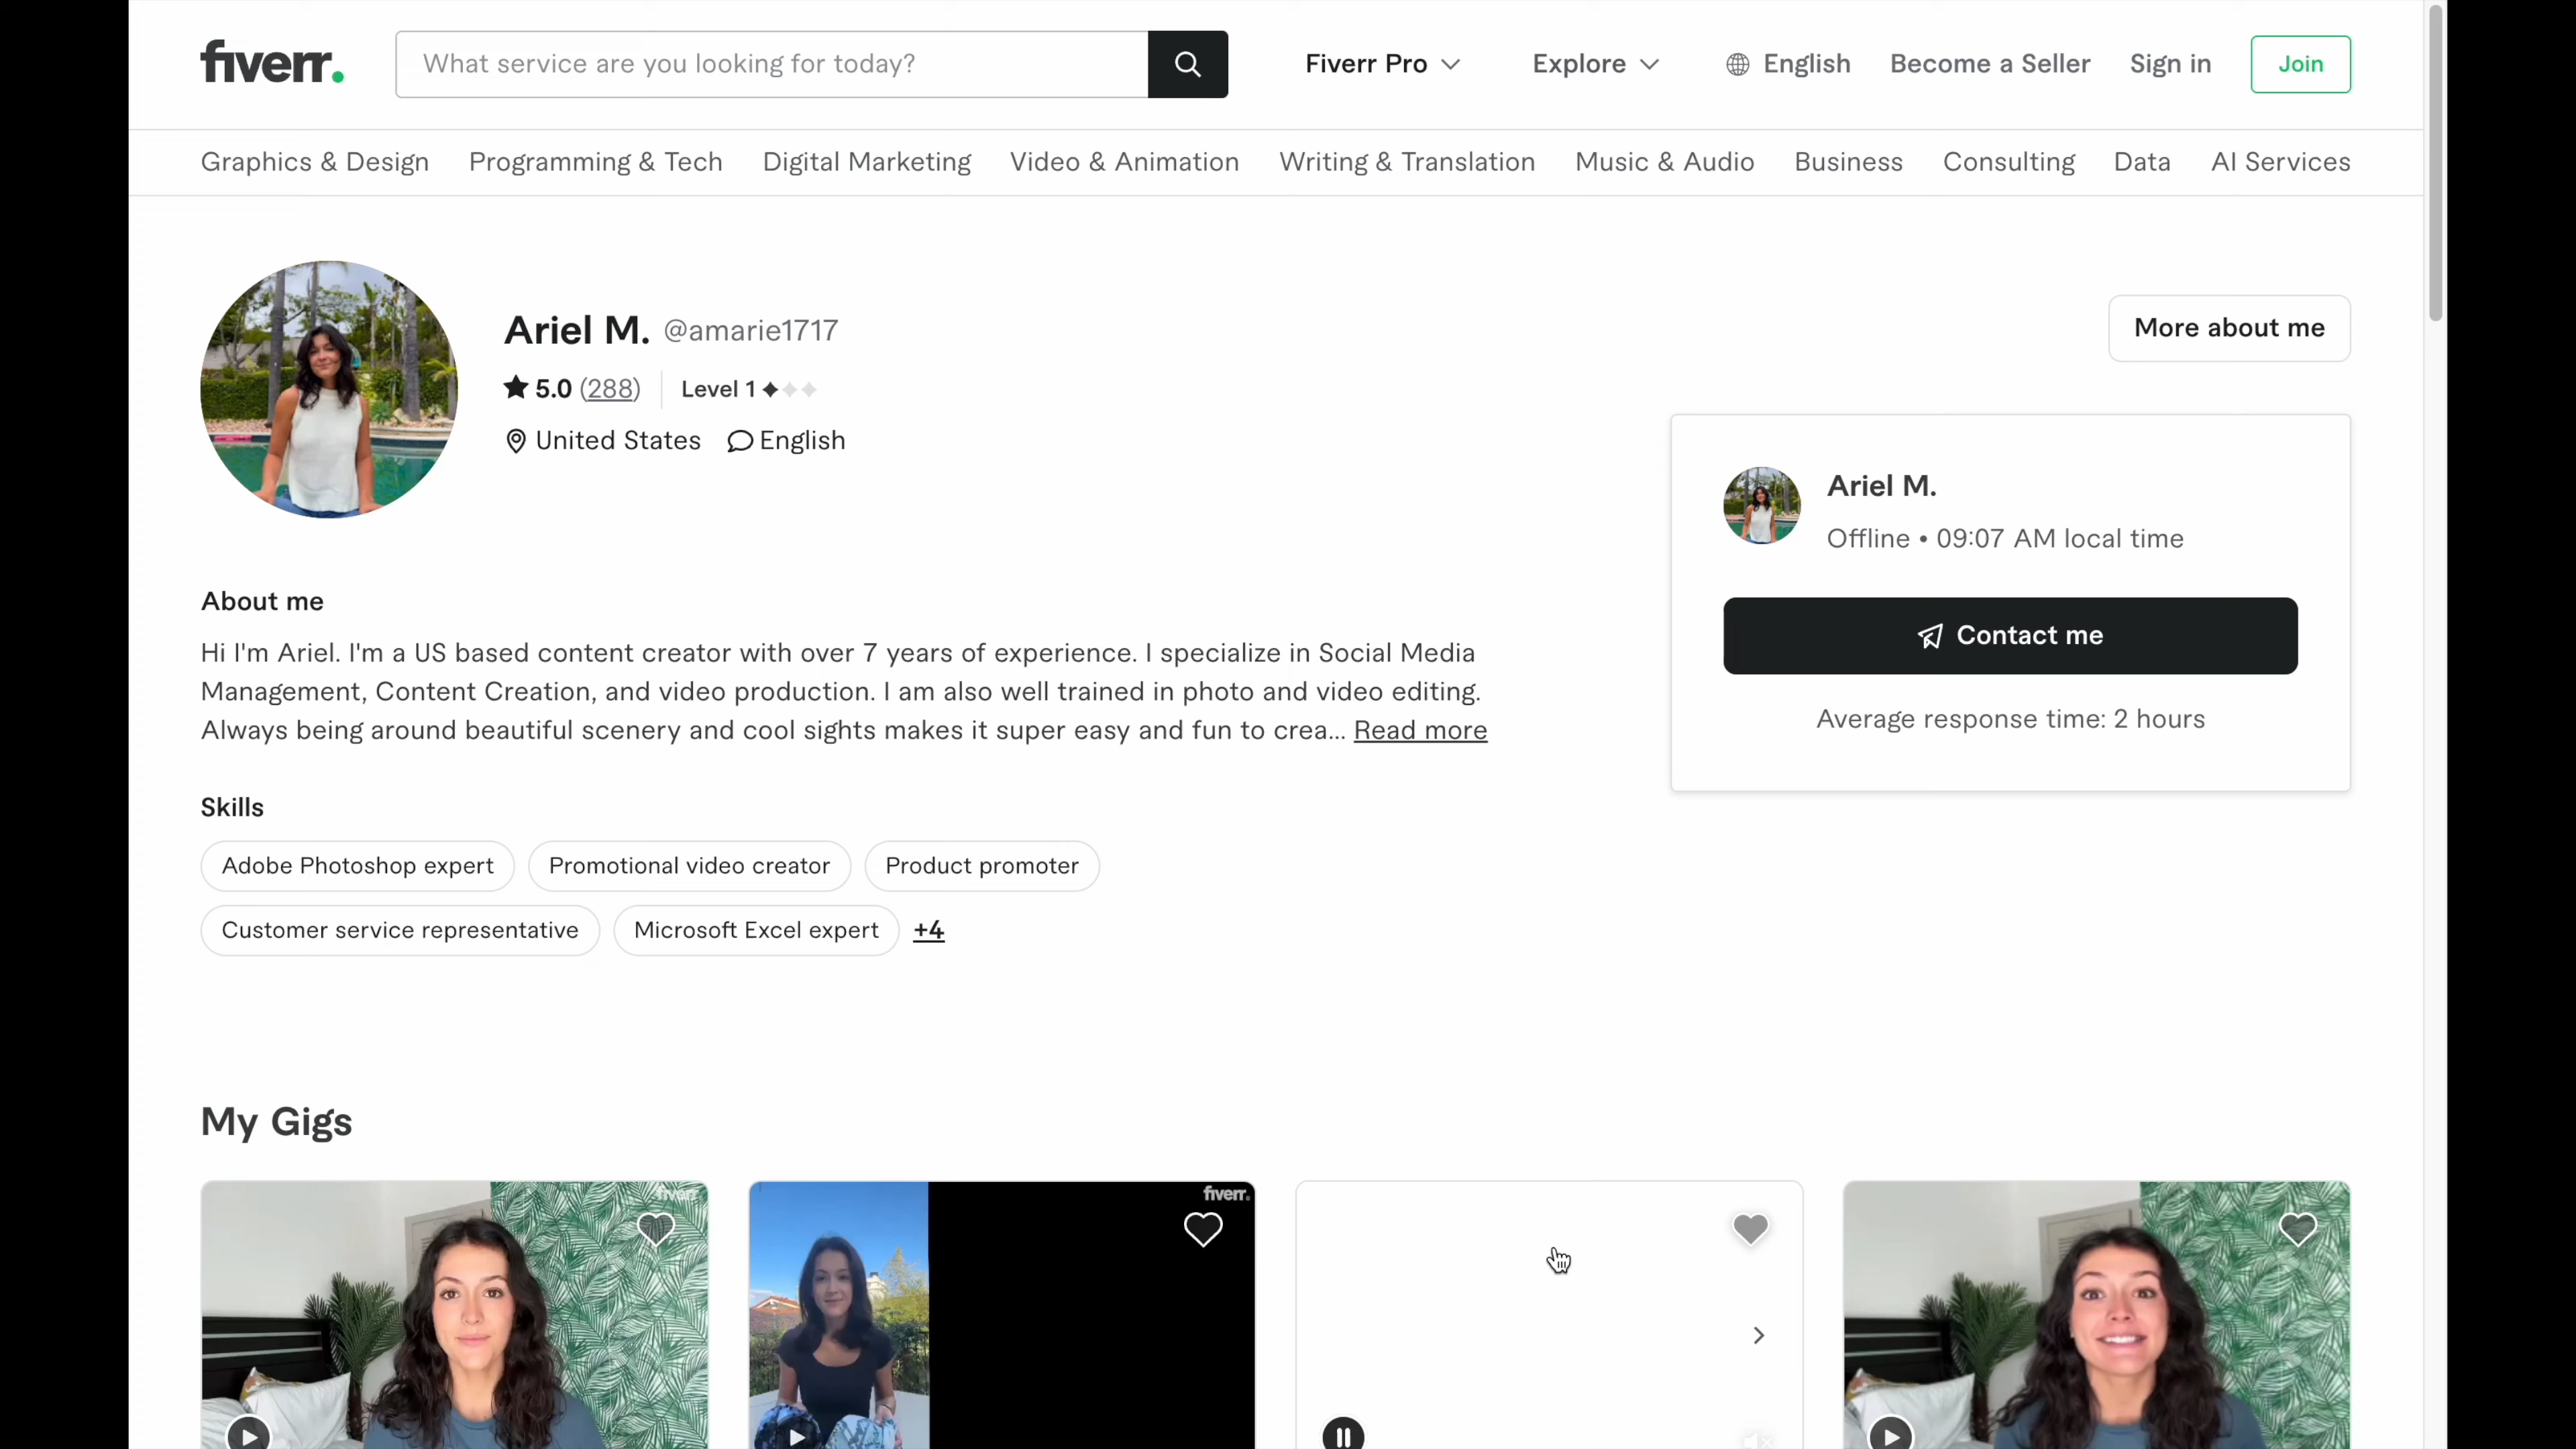 fiverr.
What service are you looking for today?
Fiverr Pro
Explore
English
Become a Seller
Sign in
Join
Graphics & Design
Programming & Tech
Digital Marketing
Video & Animation
Writing & Translation
Music & Audio
Business
Consulting
Data
AI Services
Ariel M. @amarie1717
5.0 (288)
Level 1
United States
English
More about me
Ariel M.
Offline • 09:07 AM local time
Contact me
Average response time: 2 hours
About me
Hi I'm Ariel. I'm a US based content creator with over 7 years of experience. I specialize in Social Media
Management, Content Creation, and video production. I am also well trained in photo and video editing.
Always being around beautiful scenery and cool sights makes it super easy and fun to crea... Read more
Skills
Adobe Photoshop expert
Promotional video creator
Product promoter
Customer service representative
Microsoft Excel expert
+4
My Gigs
fiverr.
fiverr.